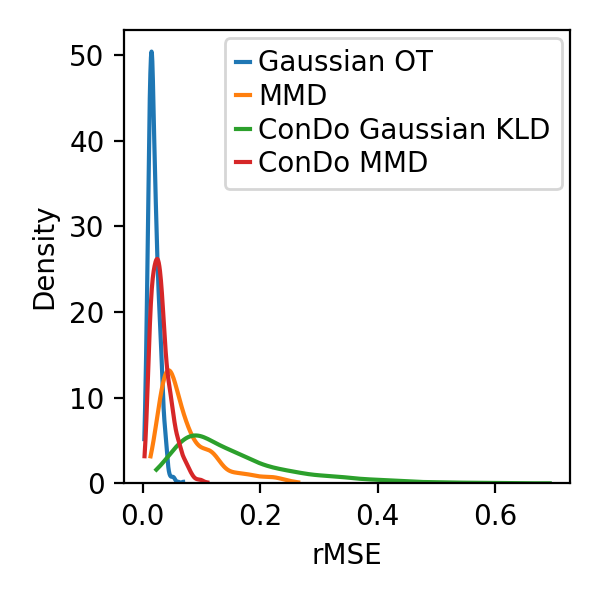 Gaussian OT
MMD
ConDo Gaussian KLD
ConDo MMD
50
40
30
20
10
0
Density
0.0 0.2 0.4 0.6
rMSE